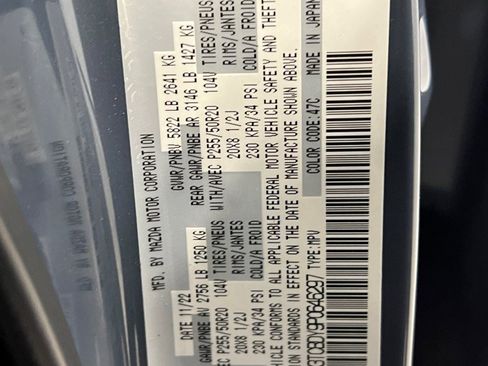 MFD. BY MAZDA MOTOR CORPORATION
DATE 11/22 GVWR/PNBV 5822 LB 2641 KG
GAWR/PNBE AV 2756 LB 1250 KG REAR GAWR/PNBE AR 3146 LB 1427 KG
WITH/AVEC P255/50R20 104V TIRES/PNEUS WITH/AVEC P255/50R20 104V TIRES/PNEUS
20X8 1/2J RIMS/JANTES 20X8 1/2J RIMS/JANTES
230 KPA/34 PSI COLD/A FROID 230 KPA/34 PSI COLD/A FROID
VEHICLE CONFORMS TO ALL APPLICABLE FEDERAL MOTOR VEHICLE SAFETY AND THEFT
STANDARDS IN EFFECT ON THE DATE OF MANUFACTURE SHOWN ABOVE.
TYPE:MPV COLOR CODE:47C MADE IN JAPAN